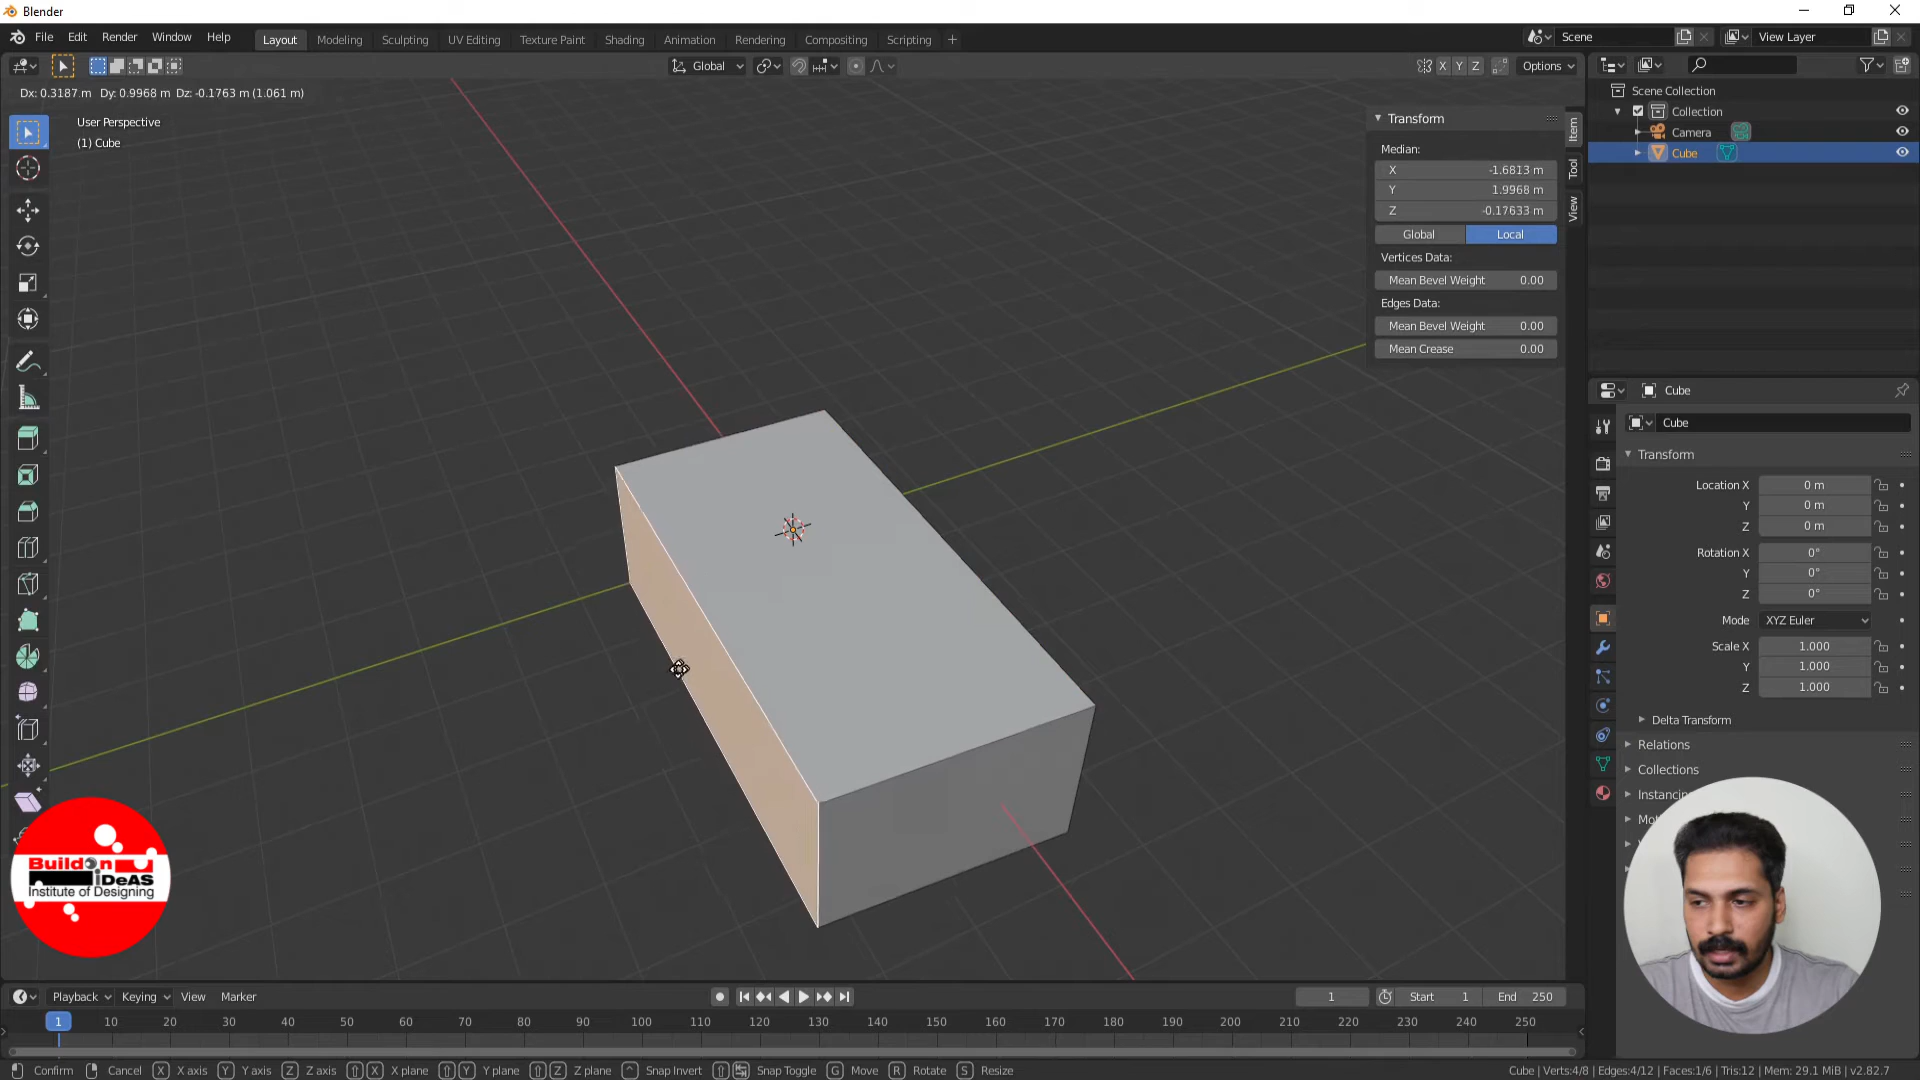 Blender
File Edit Render Window Help Layout Modeling Sculpting UV Editing Texture Paint Shading Animation Rendering Compositing Scripting + Scene View Layer
Global X Y Z Options
Dx: 0.3187 m Dy: 0.9968 m Dz: -0.1763 m (1.061 m)
User Perspective
(1) Cube
Transform
Median:
X -1.6813 m
Y 1.9968 m
Z -0.17633 m
Global Local
Vertices Data:
Mean Bevel Weight 0.00
Edges Data:
Mean Bevel Weight 0.00
Mean Crease 0.00
Item
Tool
View
Scene Collection
Collection
Camera
Cube
Cube
Cube
Transform
Location X 0 m
Y 0 m
Z 0 m
Rotation X 0°
Y 0°
Z 0°
Mode XYZ Euler
Scale X 1.000
Y 1.000
Z 1.000
Delta Transform
Relations
Collections
Build on
iDeAS
Institute of Designing
Playback Keying View Marker 1 Start 1 End 250
1 10 20 30 40 50 60 70 80 90 100 110 120 130 140 150 160 170 180 190 200 210 220 230 240 250
Confirm Cancel X X axis Y Y axis Z Z axis X X plane Y Y plane Z Z plane Snap Invert Snap Toggle G Move R Rotate S Resize Cube | Verts:4/8 | Edges:4/12 | Faces:1/6 | Tris:12 | Mem: 29.1 MiB | v2.82.7